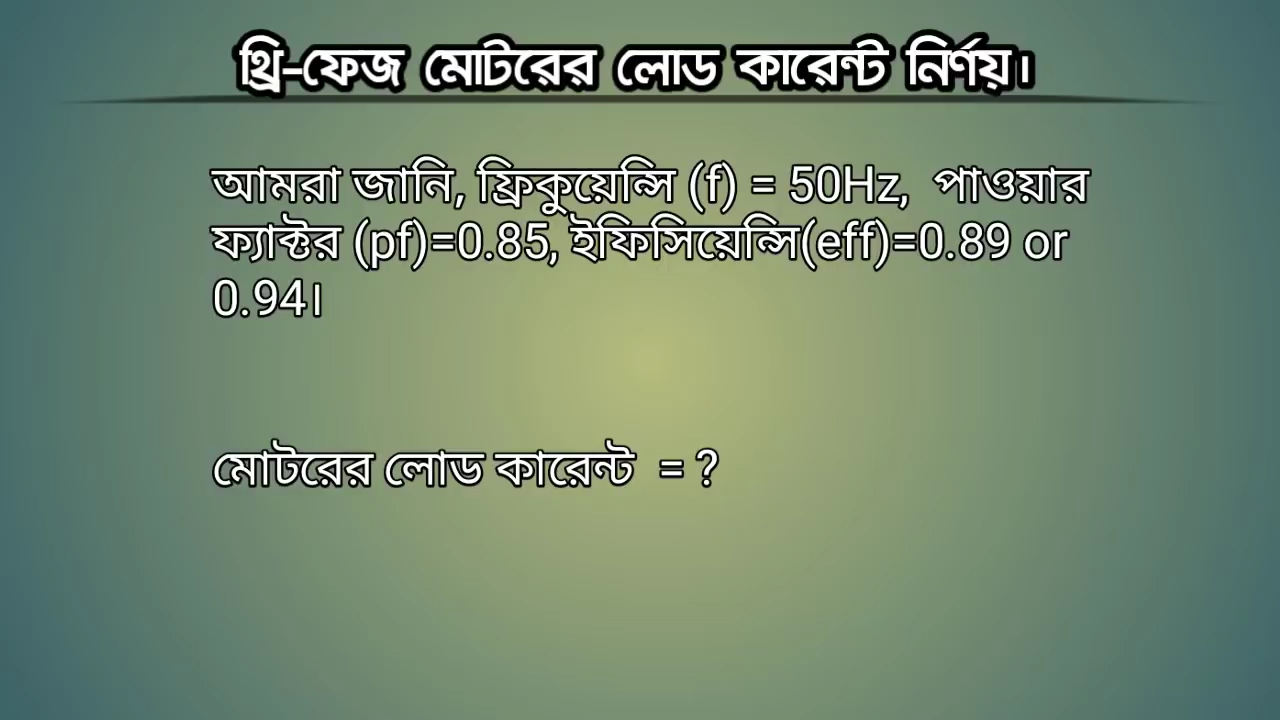 থ্রি-ফেজ মোটরের লোড কারেন্ট নির্ণয়।
আমরা জানি, ফ্রিকুয়েন্সি (f) = 50Hz, পাওয়ার
ফ্যাক্টর (pf)=0.85, ইফিসিয়েন্সি(eff)=0.89 or
0.94।
মোটরের লোড কারেন্ট = ?